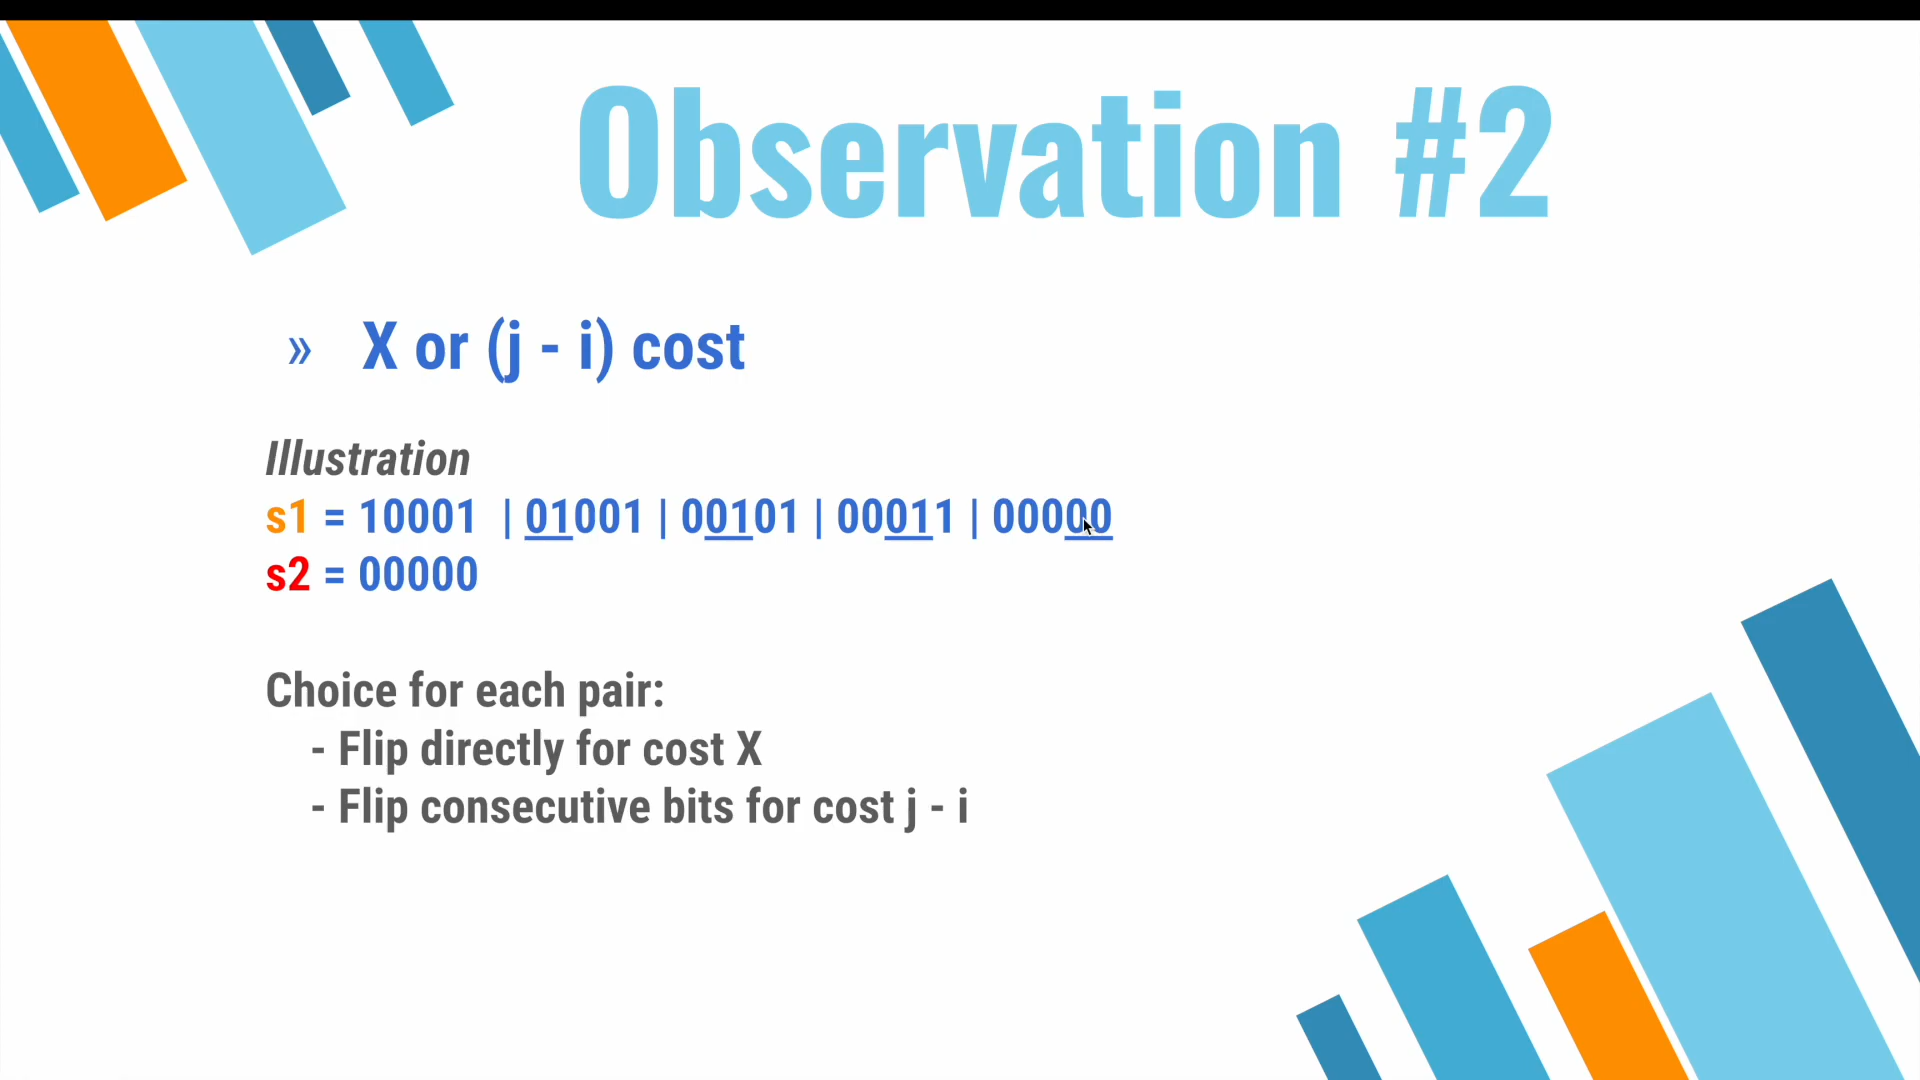 Observation #2
» X or (j - i) cost
Illustration
s1 = 10001 | 01001 | 00101 | 00011 | 00000
s2 = 00000
Choice for each pair:
- Flip directly for cost X
- Flip consecutive bits for cost j - i